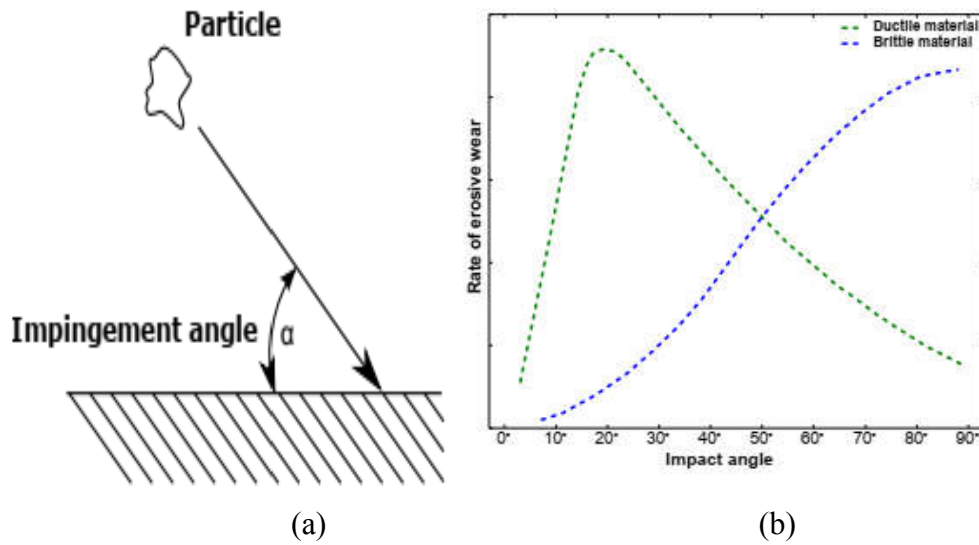 Particle
Impingement angle
α
(a)
Ductile material
Brittle material
Rate of erosive wear
0° 10° 20° 30° 40° 50° 60° 70° 80° 90°
Impact angle
(b)